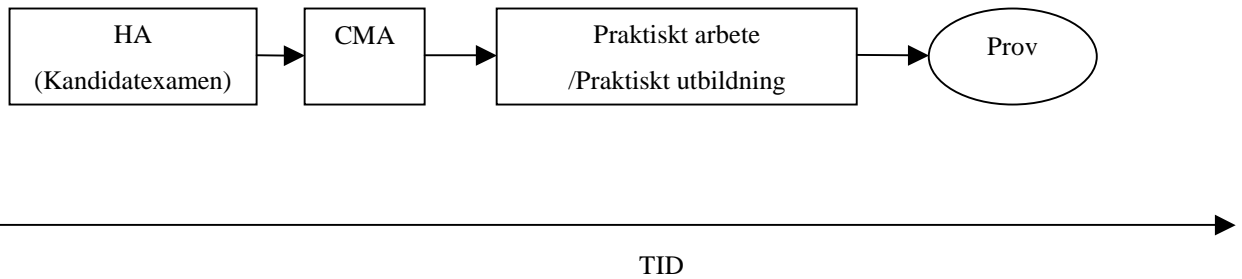 HA
(Kandidatexamen)
CMA
Praktiskt arbete
/Praktiskt utbildning
Prov
TID